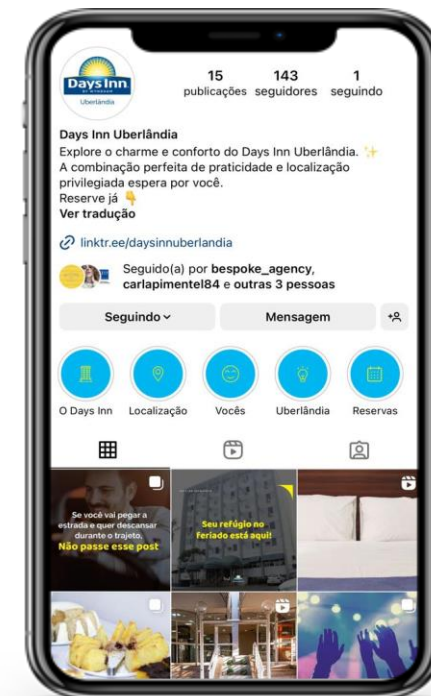 Days Inn
BY WYNDHAM
Uberlândia
15 143 1
publicações seguidores seguindo
Days Inn Uberlândia
Explore o charme e conforto do Days Inn Uberlândia. ✨
A combinação perfeita de praticidade e localização
privilegiada espera por você.
Reserve já 👇
Ver tradução
linktr.ee/daysinnuberlandia
Seguido(a) por bespoke_agency,
carlapimentel84 e outras 3 pessoas
Seguindo Mensagem
O Days Inn Localização Vocês Uberlândia Reservas
Se você vai pegar a
estrada e quer descansar
durante o trajeto,
Não passe esse post
Seu refúgio no
feriado está aqui!